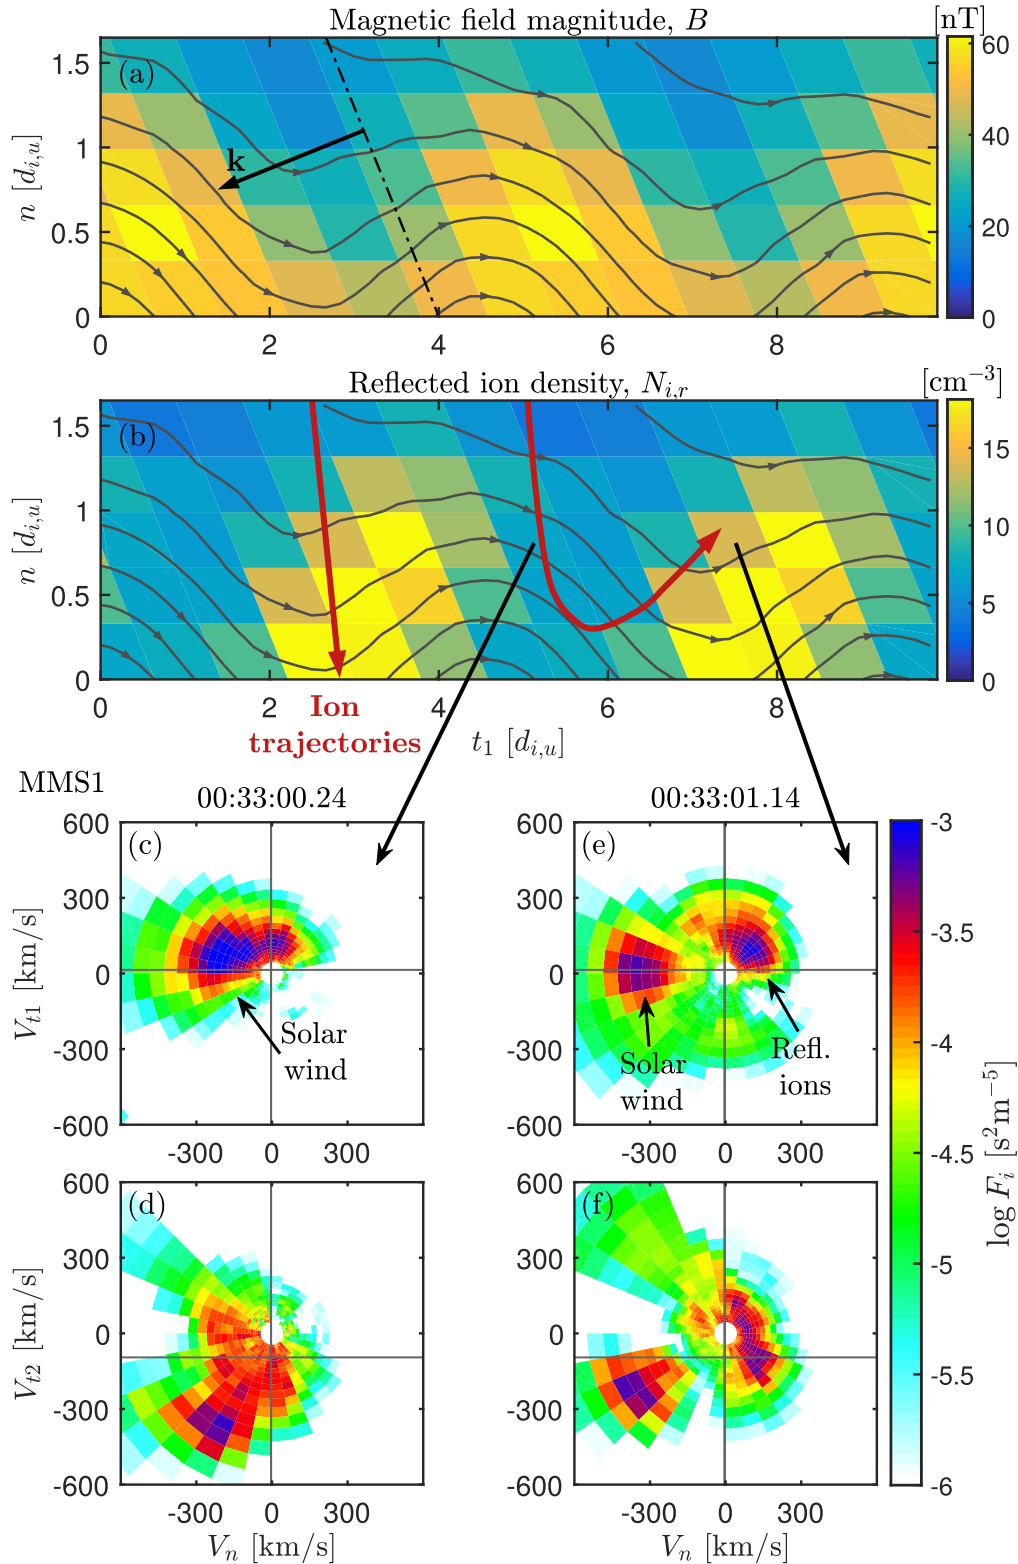 Magnetic field magnitude, B
[nT]
(a)
k
n [d_{i,u}]
1.5
1
0.5
0
0 2 4 6 8
60
40
20
0
Reflected ion density, N_{i,r}
[cm^{-3}]
(b)
n [d_{i,u}]
1.5
1
0.5
0
0 2 4 6 8
15
10
5
0
Ion
trajectories
t_1 [d_{i,u}]
MMS1
00:33:00.24
00:33:01.14
(c)
V_{t1} [km/s]
600
300
0
-300
-600
-300 0 300
Solar
wind
(e)
600
300
0
-300
-600
-300 0 300
Solar
wind
Refl.
ions
(d)
V_{t2} [km/s]
600
300
0
-300
-600
-300 0 300
V_n [km/s]
(f)
600
300
0
-300
-600
-300 0 300
V_n [km/s]
-3
-3.5
-4
-4.5
-5
-5.5
-6
log F_i [s^2m^{-5}]